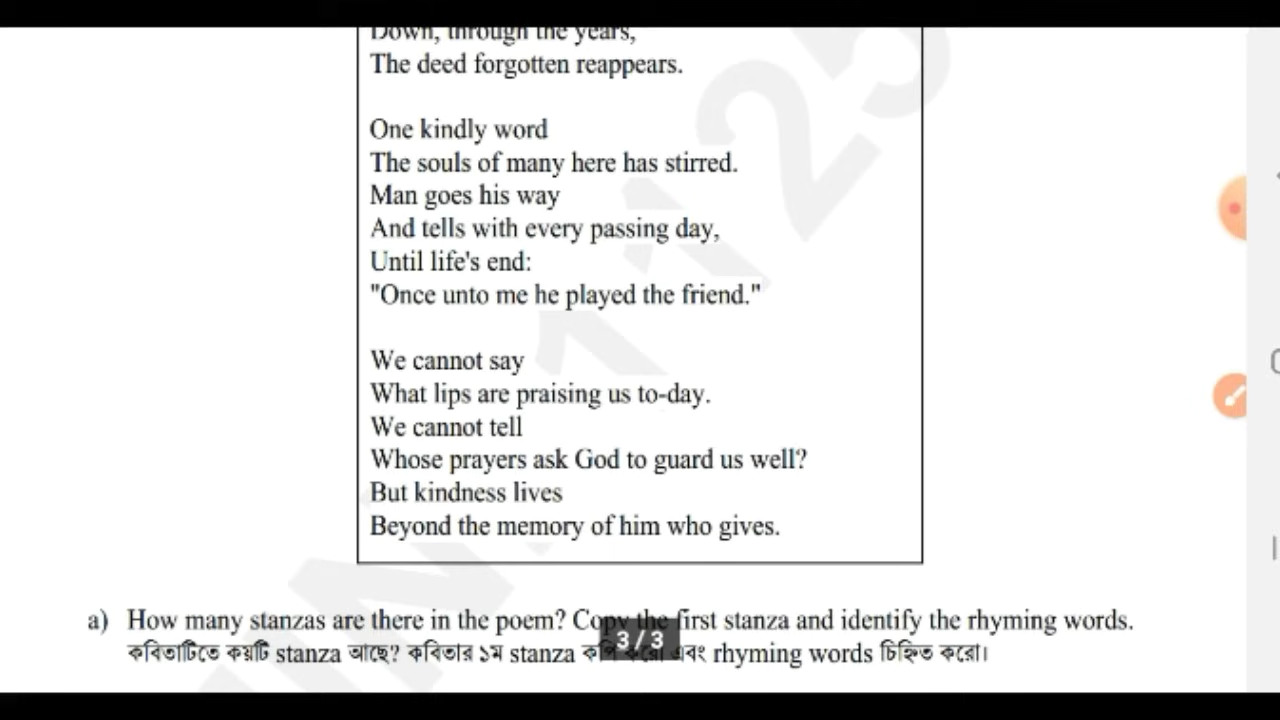 Down, through the years,
The deed forgotten reappears.
One kindly word
The souls of many here has stirred.
Man goes his way
And tells with every passing day,
Until life's end:
"Once unto me he played the friend."
We cannot say
What lips are praising us to-day.
We cannot tell
Whose prayers ask God to guard us well?
But kindness lives
Beyond the memory of him who gives.
a) How many stanzas are there in the poem? Copy the first stanza and identify the rhyming words.
কবিতাটিতে কয়টি stanza আছে? কবিতার ১ম stanza কপি করো এবং rhyming words চিহ্নিত করো।
3 / 3